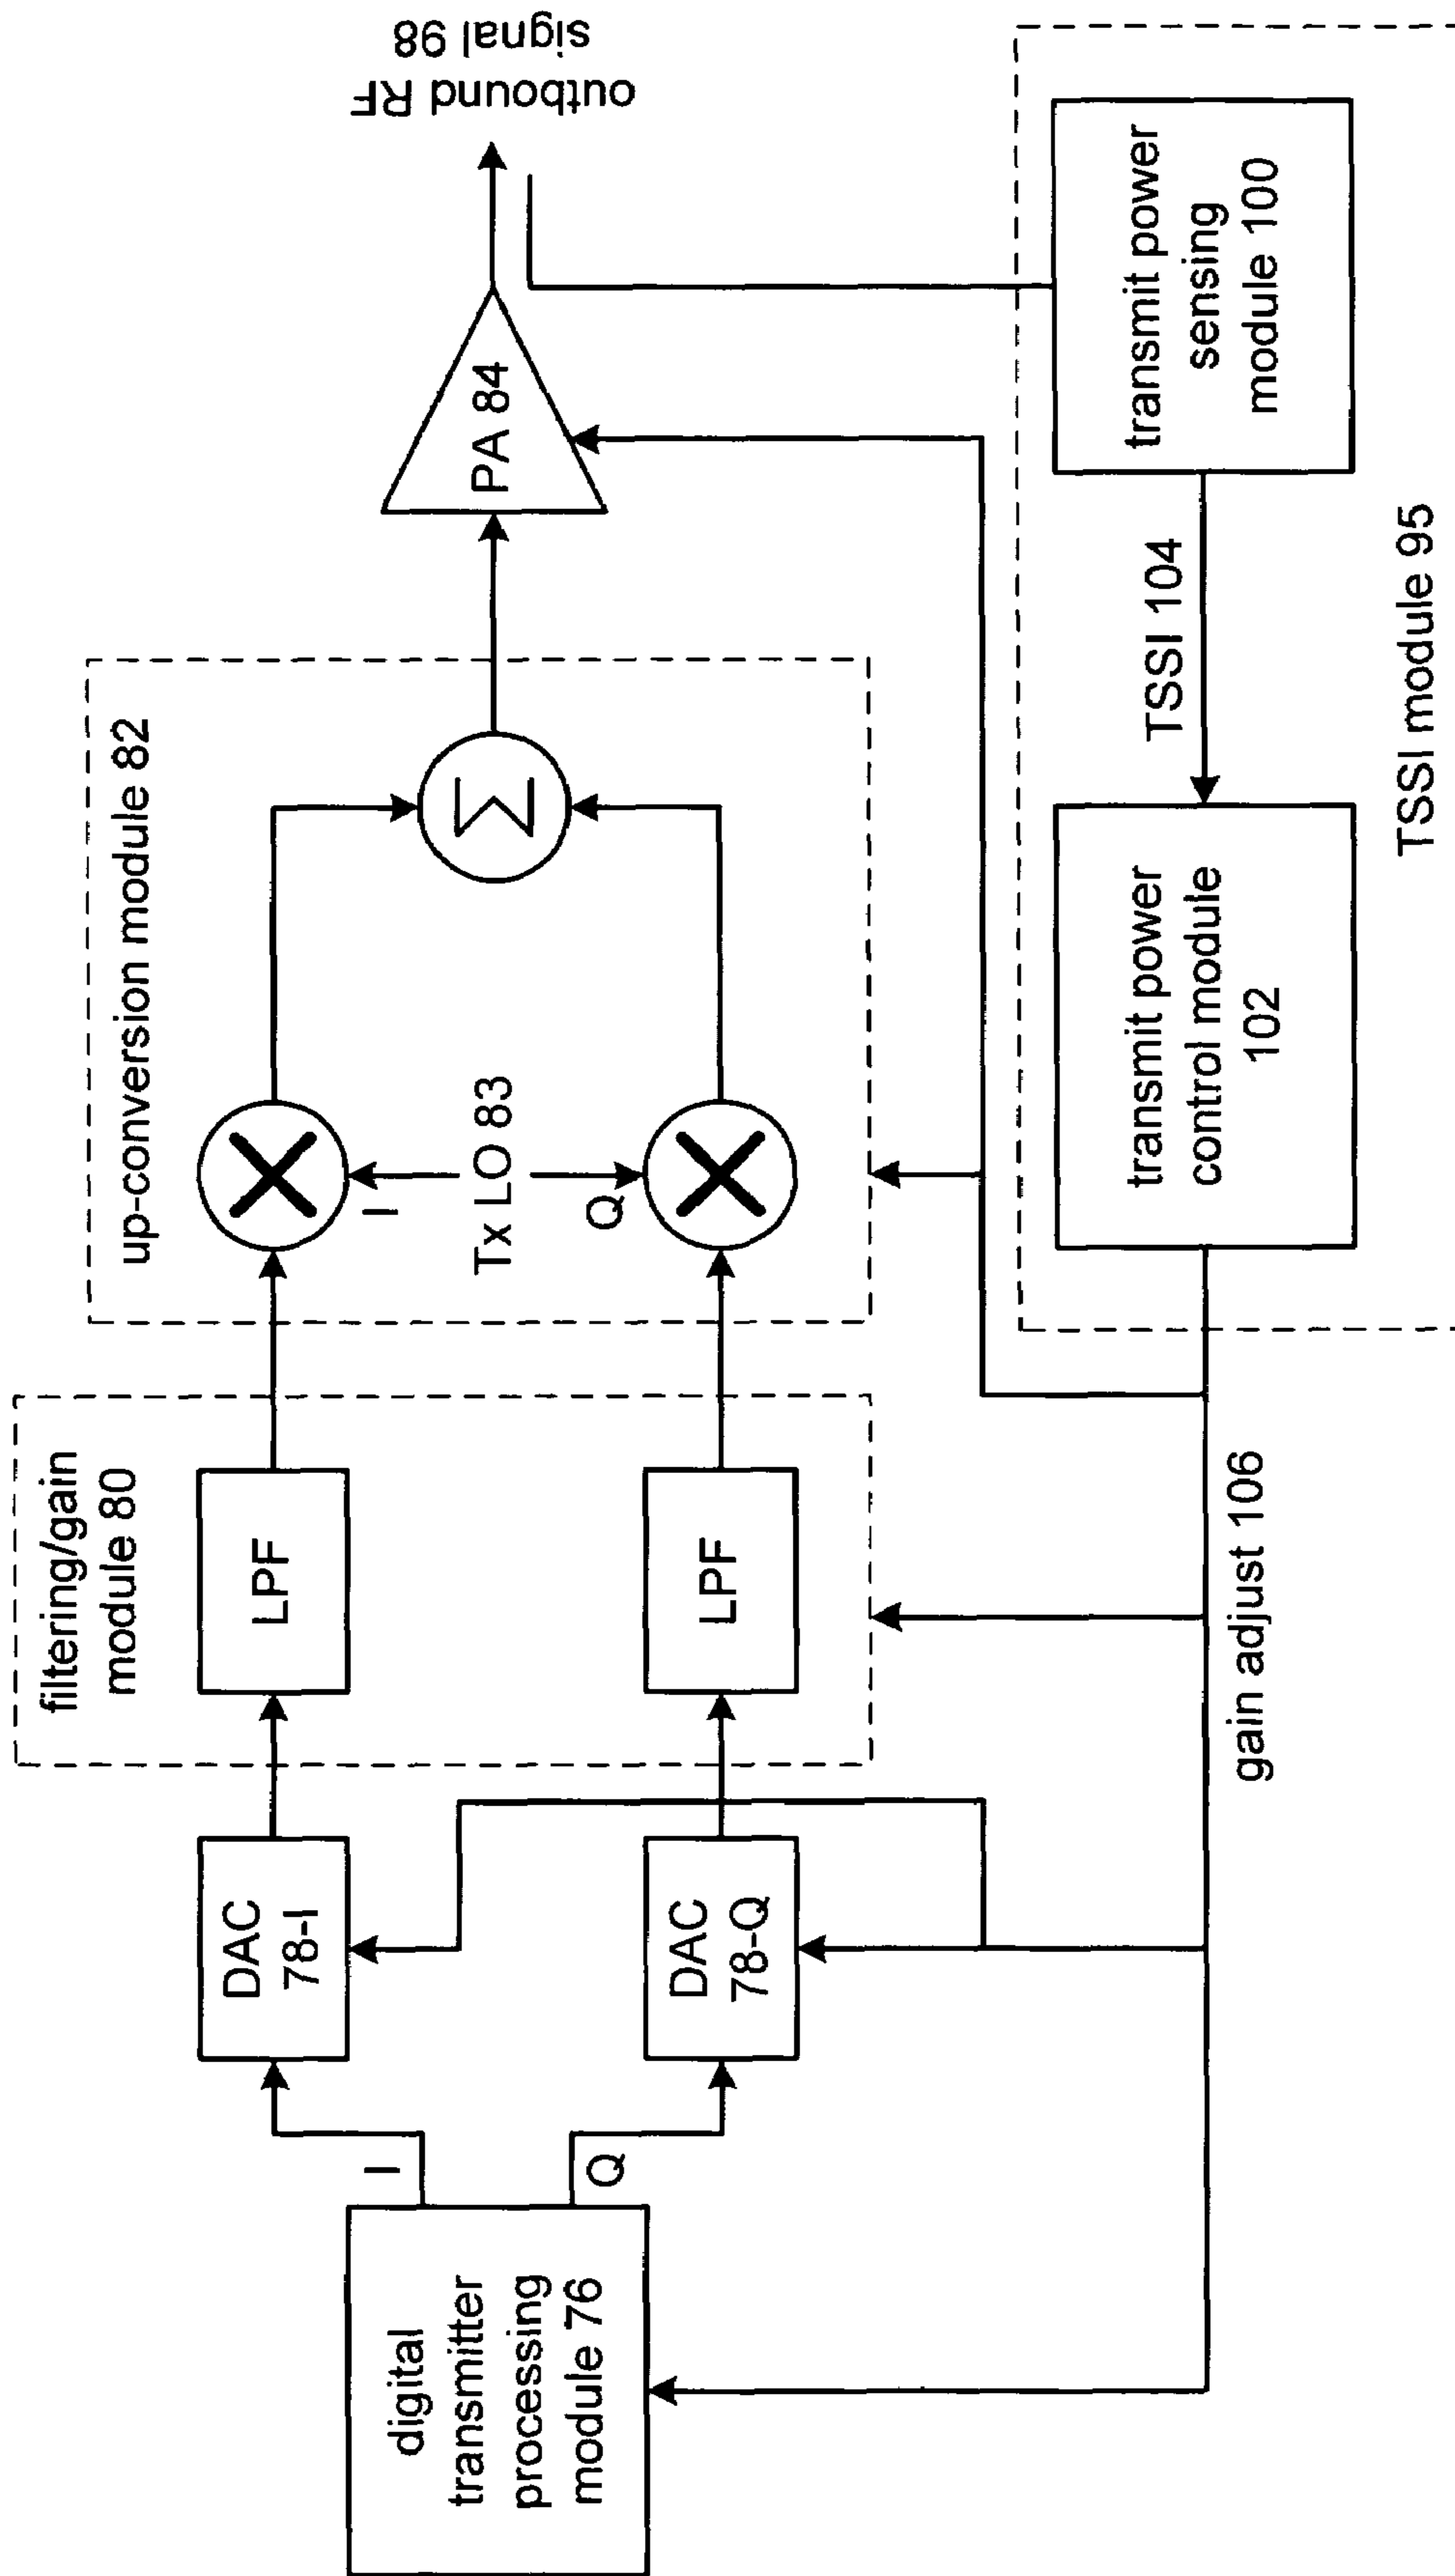 digital
transmitter
processing
module 76
I
Q
DAC
78-I
DAC
78-Q
filtering/gain
module 80
LPF
LPF
up-conversion module 82
I
Tx LO 83
Q
Σ
PA 84
outbound RF
signal 98
gain adjust 106
transmit power
control module
102
TSSI 104
transmit power
sensing
module 100
TSSI module 95